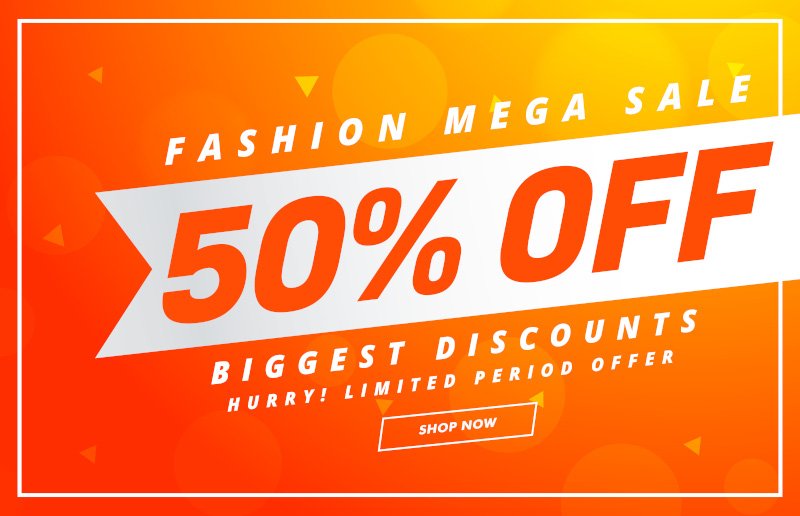 FASHION MEGA SALE
50% OFF
BIGGEST DISCOUNTS
HURRY! LIMITED PERIOD OFFER
SHOP NOW